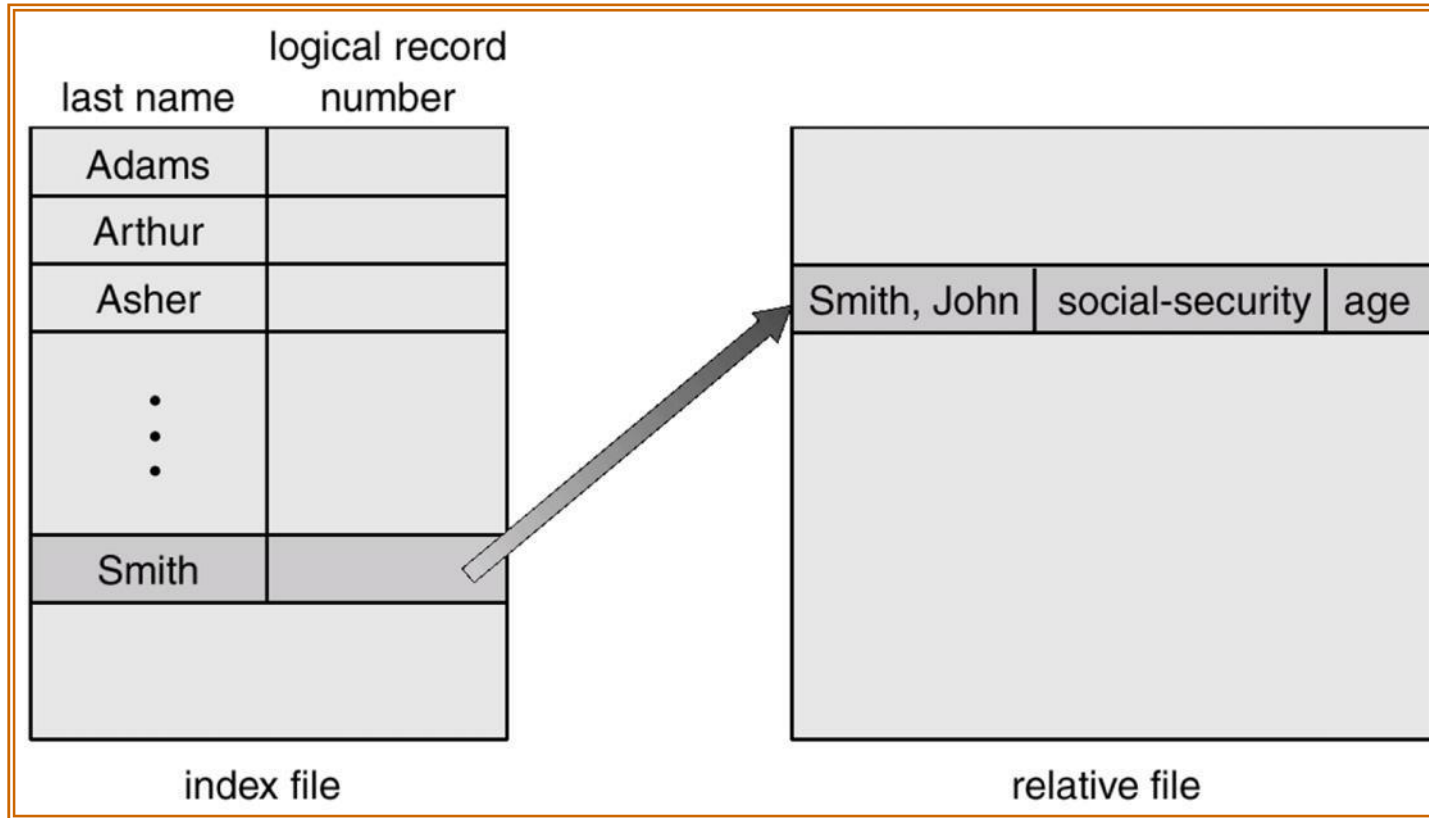 logical record
last name number
Adams
Arthur
Asher
Smith
Smith, John social-security age
index file
relative file